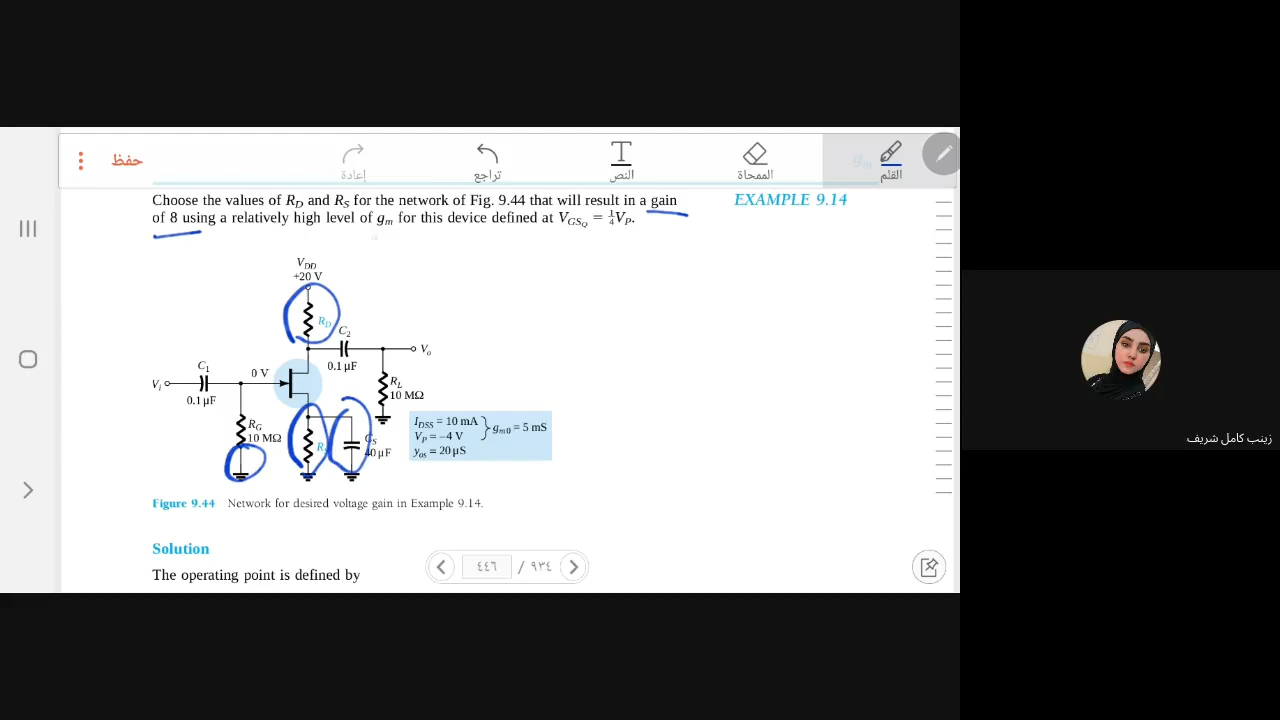 حفظ
إعادة
تراجع
النص
الممحاة
القلم
Choose the values of R_D and R_S for the network of Fig. 9.44 that will result in a gain
of 8 using a relatively high level of g_m for this device defined at V_GS_Q = 1/4 V_P.
EXAMPLE 9.14
V_DD
+20 V
R_D
C_2
V_o
0.1 μF
C_1
0 V
V_i
0.1 μF
R_L
10 MΩ
R_G
10 MΩ
C_S
40 μF
I_DSS = 10 mA
V_P = −4 V
g_m0 = 5 mS
y_os = 20 μS
Figure 9.44 Network for desired voltage gain in Example 9.14.
Solution
٤٤٦ / ٩٣٤
The operating point is defined by
زينب كامل شريف